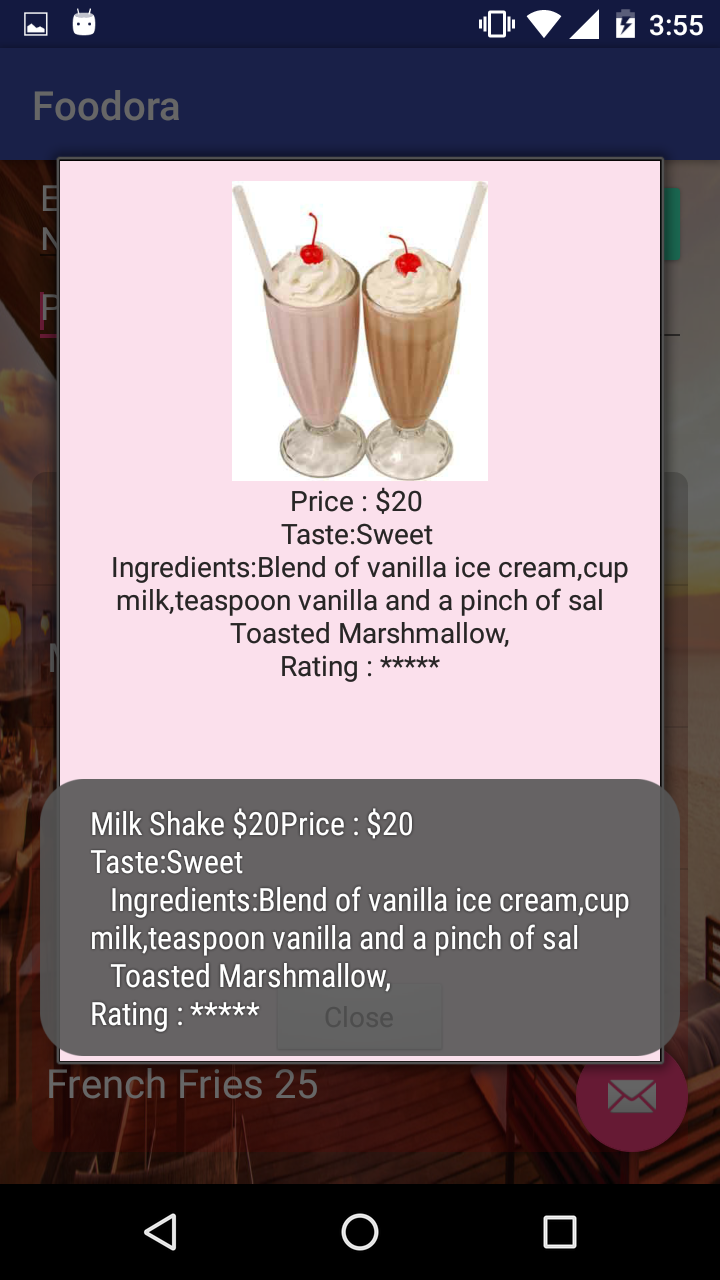 3:55
Foodora
Price : $20
Taste:Sweet
Ingredients:Blend of vanilla ice cream,cup
milk,teaspoon vanilla and a pinch of sal
Toasted Marshmallow,
Rating : *****
Milk Shake $20Price : $20
Taste:Sweet
Ingredients:Blend of vanilla ice cream,cup
milk,teaspoon vanilla and a pinch of sal
Toasted Marshmallow,
Rating : *****
Close
French Fries 25